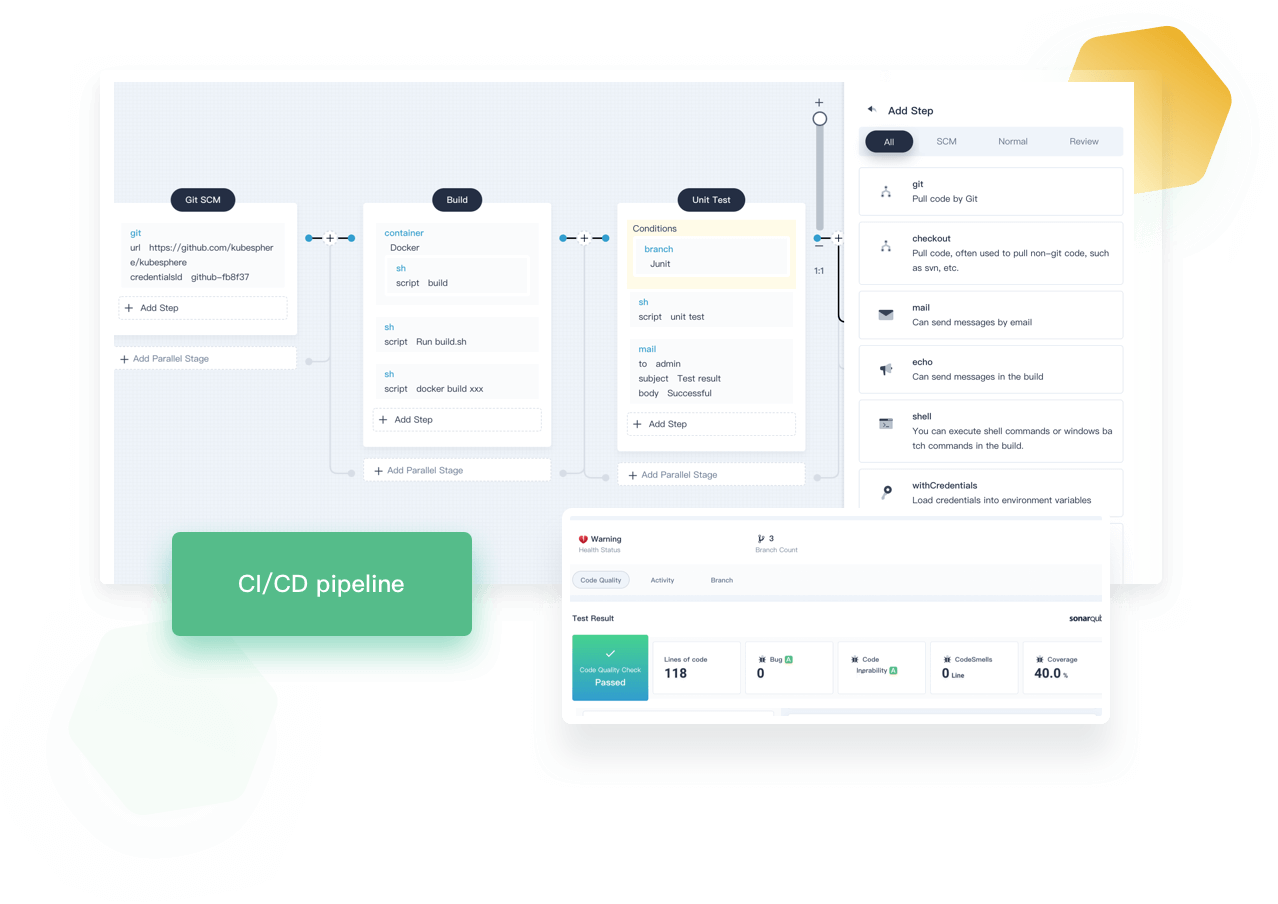 Git SCM
git
url https://github.com/kubespher
e/kubesphere
credentialsId github-fb8f37
Add Step
Add Parallel Stage
Build
container
Docker
sh
script build
sh
script Run build.sh
sh
script docker build xxx
Add Step
Add Parallel Stage
Unit Test
Conditions
branch
Junit
sh
script unit test
mail
to admin
subject Test result
body Successful
Add Step
Add Parallel Stage
1:1
Add Step
All SCM Normal Review
git
Pull code by Git
checkout
Pull code, often used to pull non-git code, such
as svn, etc.
mail
Can send messages by email
echo
Can send messages in the build
shell
You can execute shell commands or windows ba
tch commands in the build.
withCredentials
Load credentials into environment variables
CI/CD pipeline
Warning
Health Status
3
Branch Count
Code Quality Activity Branch
Test Result
sonarqub
Code Quality Check
Passed
Lines of code
118
Bug A
0
Code
A
CodeSmells
0 Line
Coverage
40.0 %